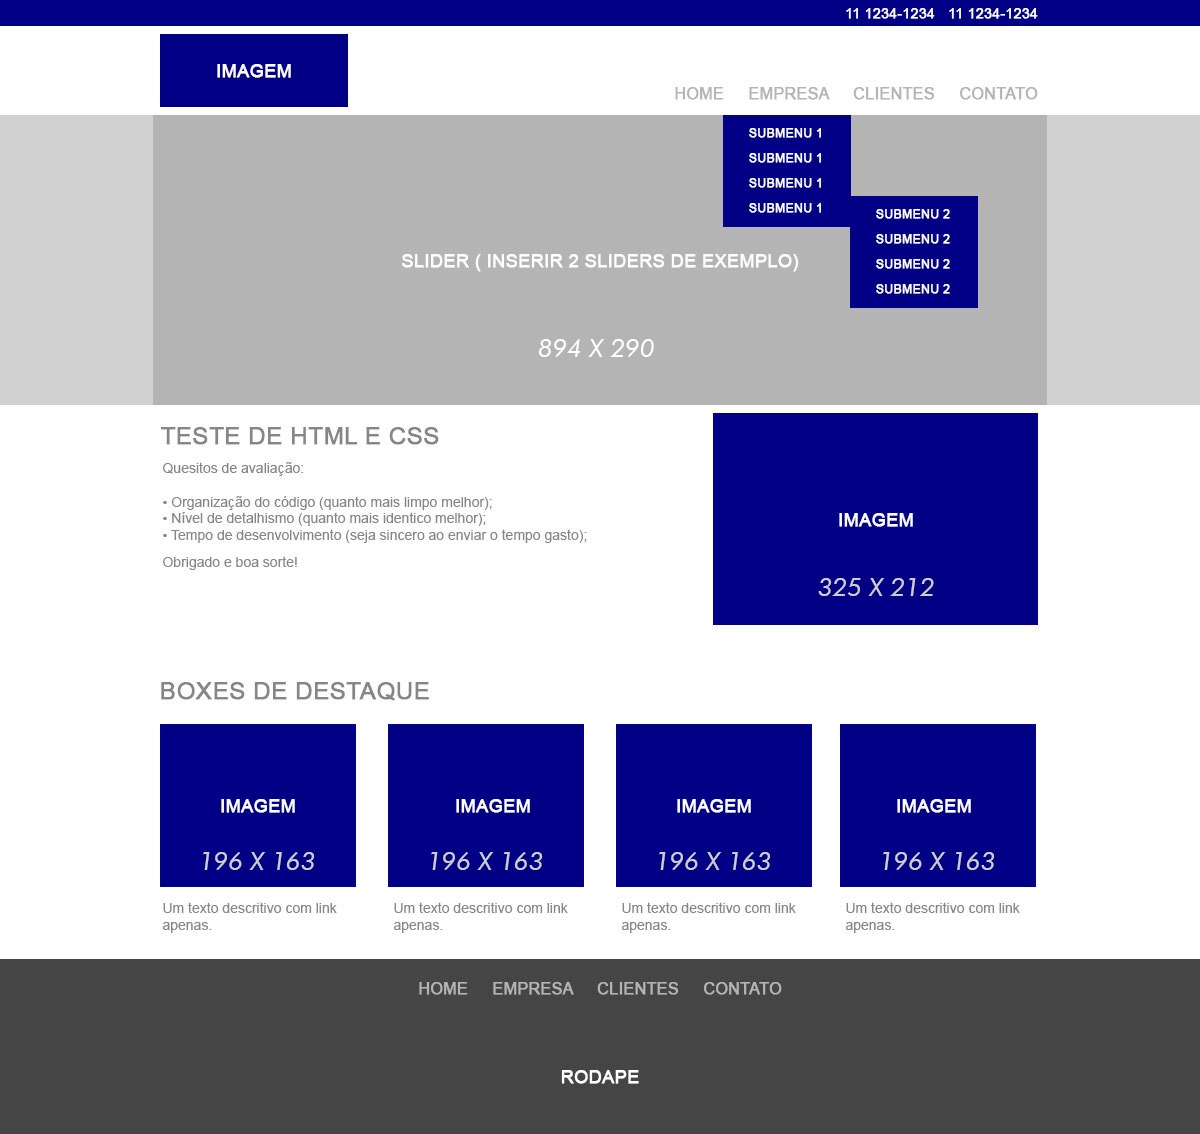 11 1234-1234 11 1234-1234
IMAGEM
HOME EMPRESA CLIENTES CONTATO
SUBMENU 1
SUBMENU 1
SUBMENU 1
SUBMENU 1
SUBMENU 2
SUBMENU 2
SUBMENU 2
SUBMENU 2
SLIDER ( INSERIR 2 SLIDERS DE EXEMPLO)
894 X 290
TESTE DE HTML E CSS
Quesitos de avaliação:
• Organização do código (quanto mais limpo melhor);
• Nível de detalhismo (quanto mais identico melhor);
• Tempo de desenvolvimento (seja sincero ao enviar o tempo gasto);
Obrigado e boa sorte!
IMAGEM
325 X 212
BOXES DE DESTAQUE
IMAGEM
196 X 163
Um texto descritivo com link
apenas.
IMAGEM
196 X 163
Um texto descritivo com link
apenas.
IMAGEM
196 X 163
Um texto descritivo com link
apenas.
IMAGEM
196 X 163
Um texto descritivo com link
apenas.
HOME EMPRESA CLIENTES CONTATO
RODAPE